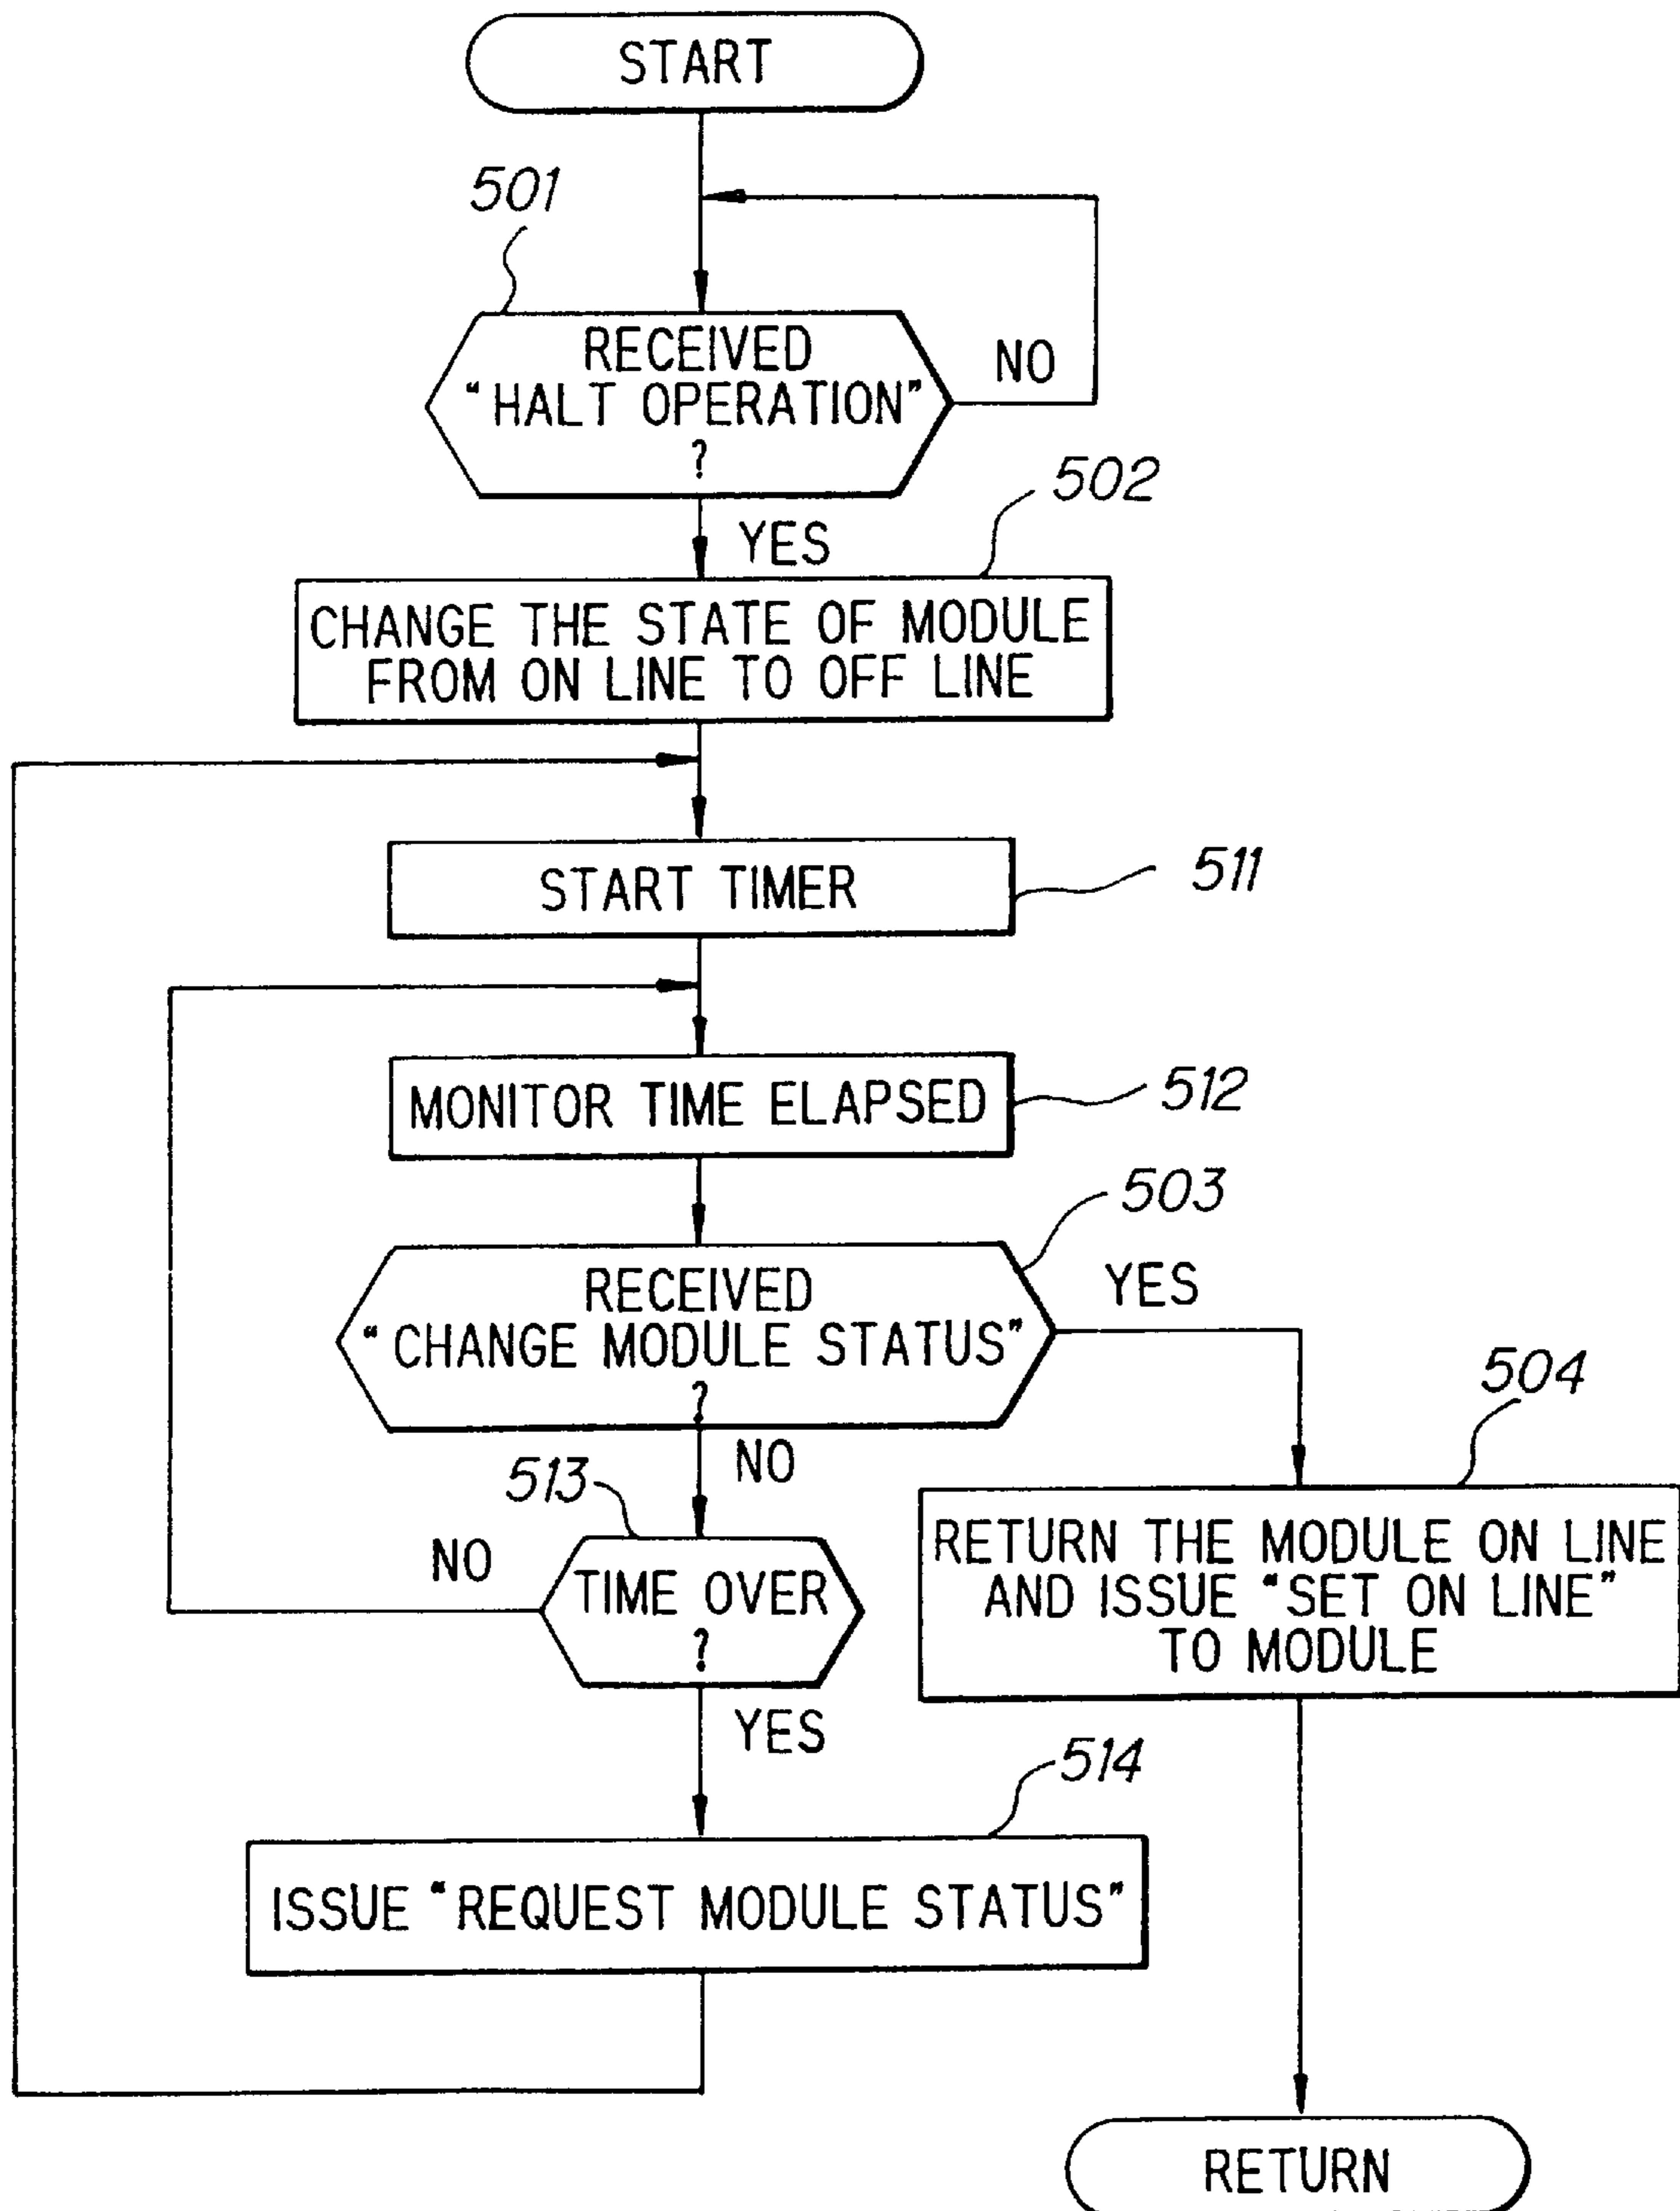 START
501
RECEIVED
"HALT OPERATION"
?
NO
502
YES
CHANGE THE STATE OF MODULE
FROM ON LINE TO OFF LINE
START TIMER
511
MONITOR TIME ELAPSED
512
503
RECEIVED
"CHANGE MODULE STATUS"
?
YES
504
NO
513
NO
TIME OVER
?
RETURN THE MODULE ON LINE
AND ISSUE "SET ON LINE"
TO MODULE
YES
514
ISSUE "REQUEST MODULE STATUS"
RETURN